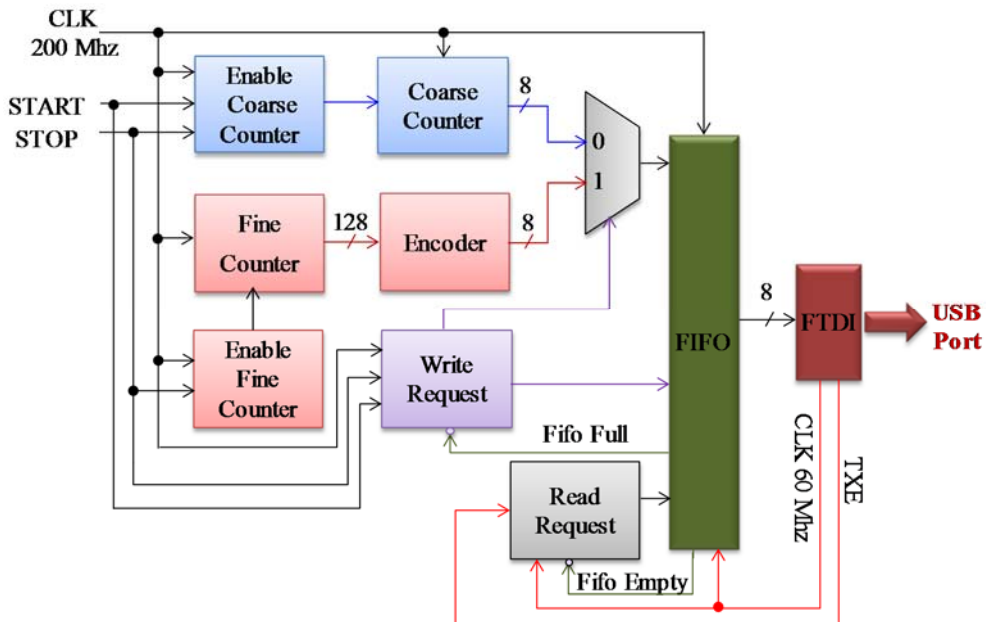 CLK
200 Mhz
START
STOP
Enable
Coarse
Counter
Coarse
Counter
8
0
1
Fine
Counter
128
Encoder
8
Enable
Fine
Counter
Write
Request
Fifo Full
Read
Request
Fifo Empty
FIFO
8
FTDI
USB
Port
CLK 60 Mhz
TXE